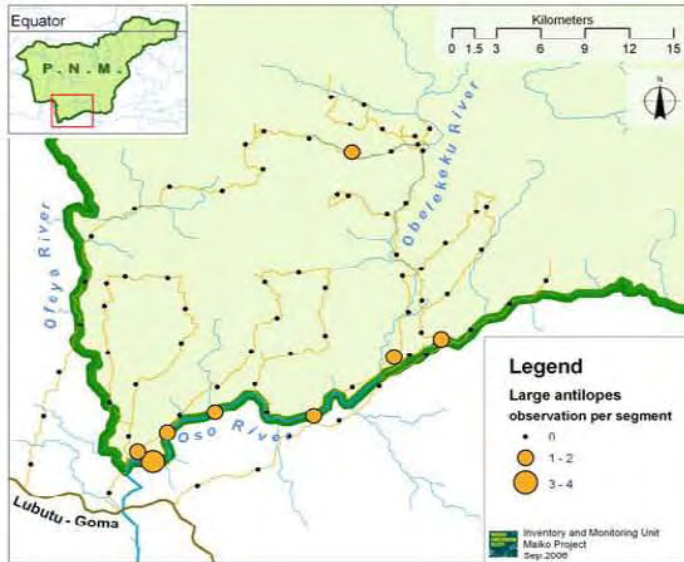 Equator
P. N. M.
Kilometers
0 1.5 3 6 9 12 15
N
Ofeya River
Obelekeku River
Oso River
Lubutu - Goma
Legend
Large antilopes
observation per segment
0
1 - 2
3 - 4
Inventory and Monitoring Unit
Maiko Project
Sep.2006